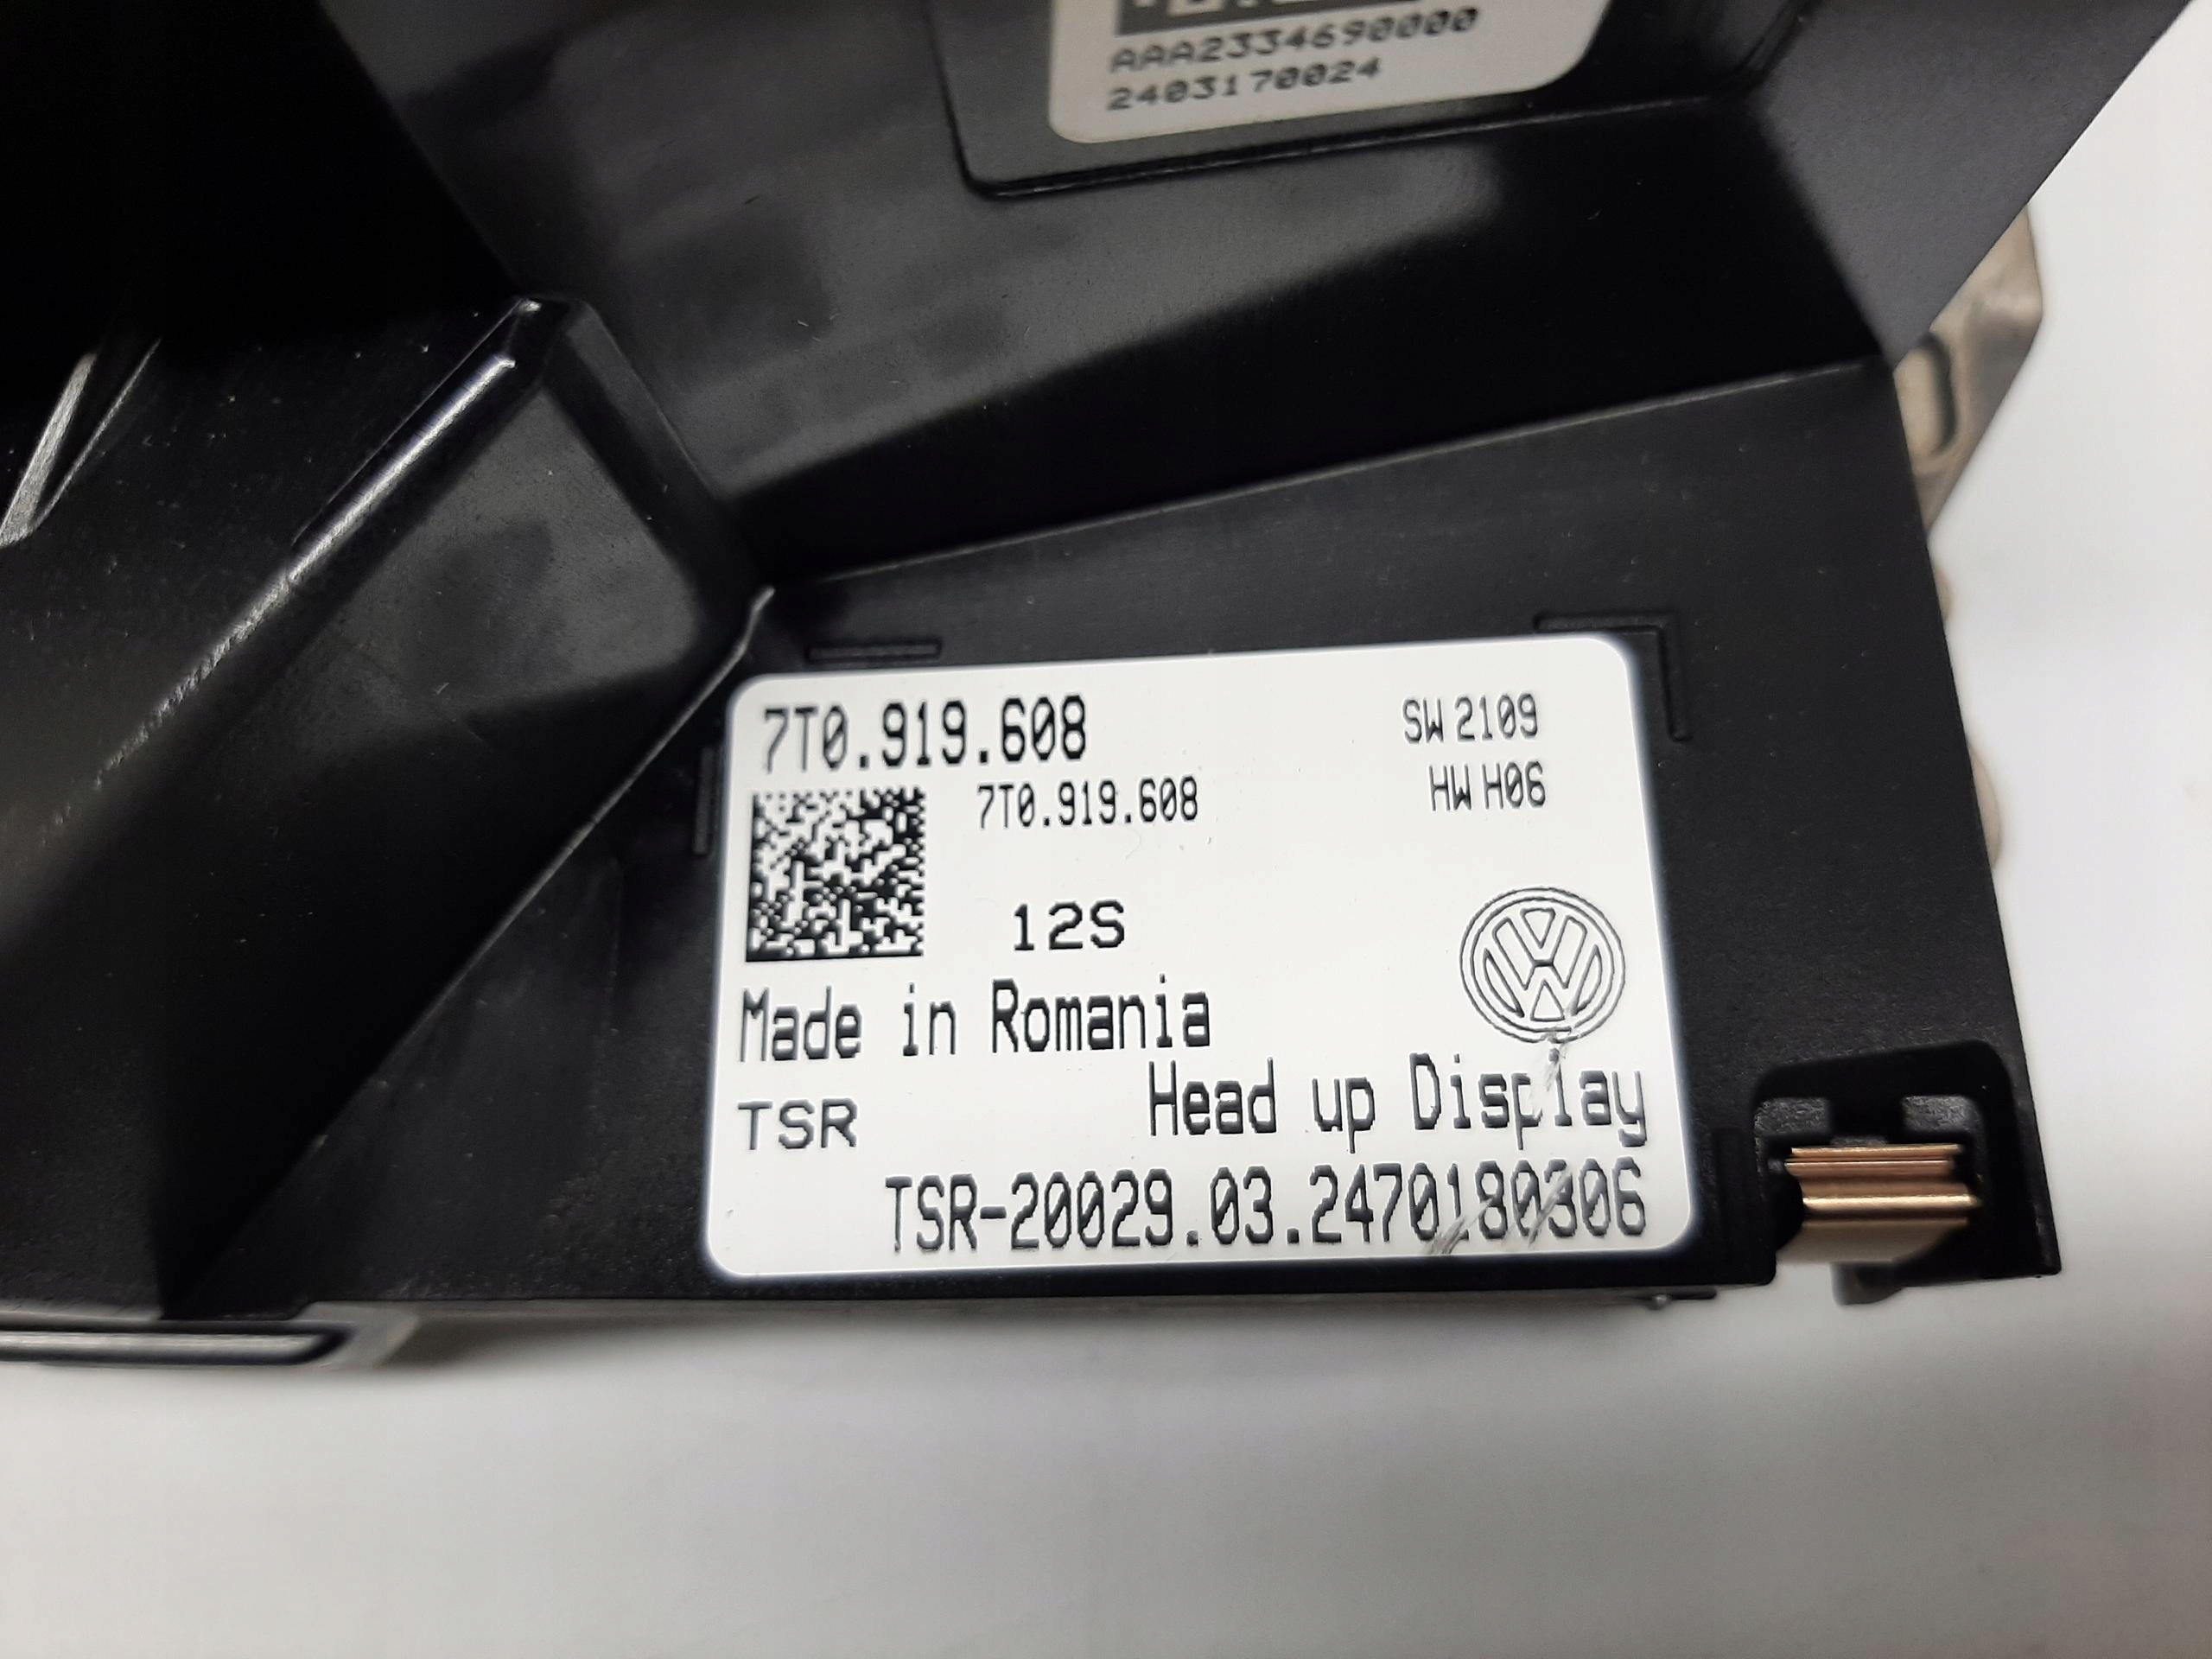 AAA2334690000
2403170024
7T0.919.608
SW 2109
7T0.919.608
HW H06
12S
Made in Romania
Head up Display
TSR
TSR-20029.03.2470180306